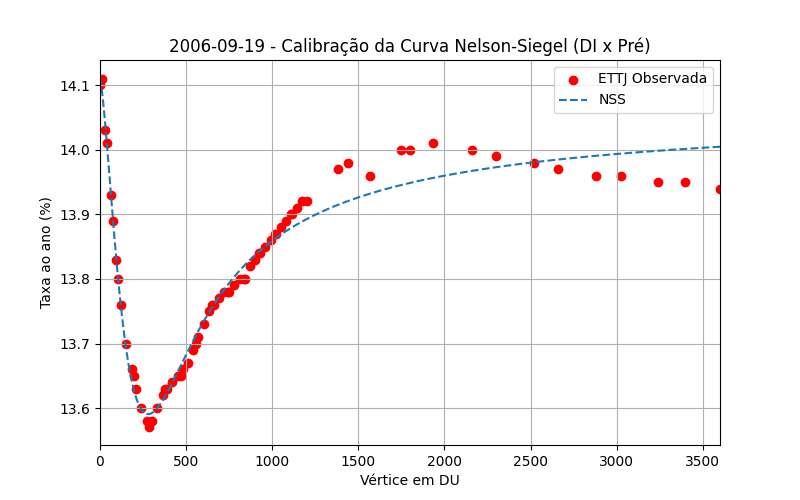 2006-09-19 - Calibração da Curva Nelson-Siegel (DI x Pré)
ETTJ Observada
NSS
Taxa ao ano (%)
14.1
14.0
13.9
13.8
13.7
13.6
0 500 1000 1500 2000 2500 3000 3500
Vértice em DU